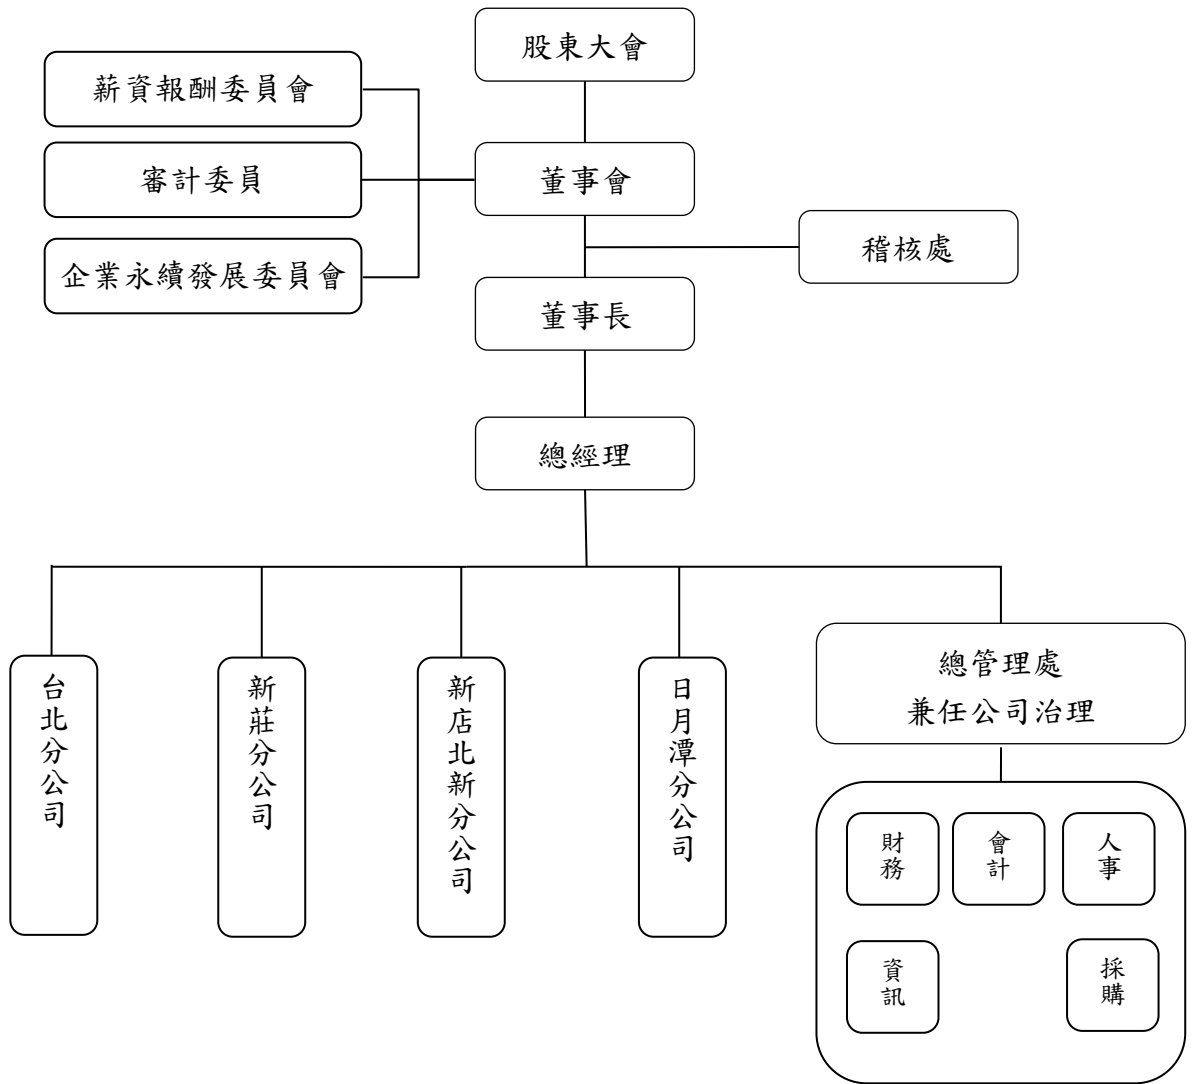 股東大會
薪資報酬委員會
審計委員
董事會
稽核處
企業永續發展委員會
董事長
總經理
台北分公司
新莊分公司
新店北新分公司
日月潭分公司
總管理處
兼任公司治理
財務
會計
人事
資訊
採購